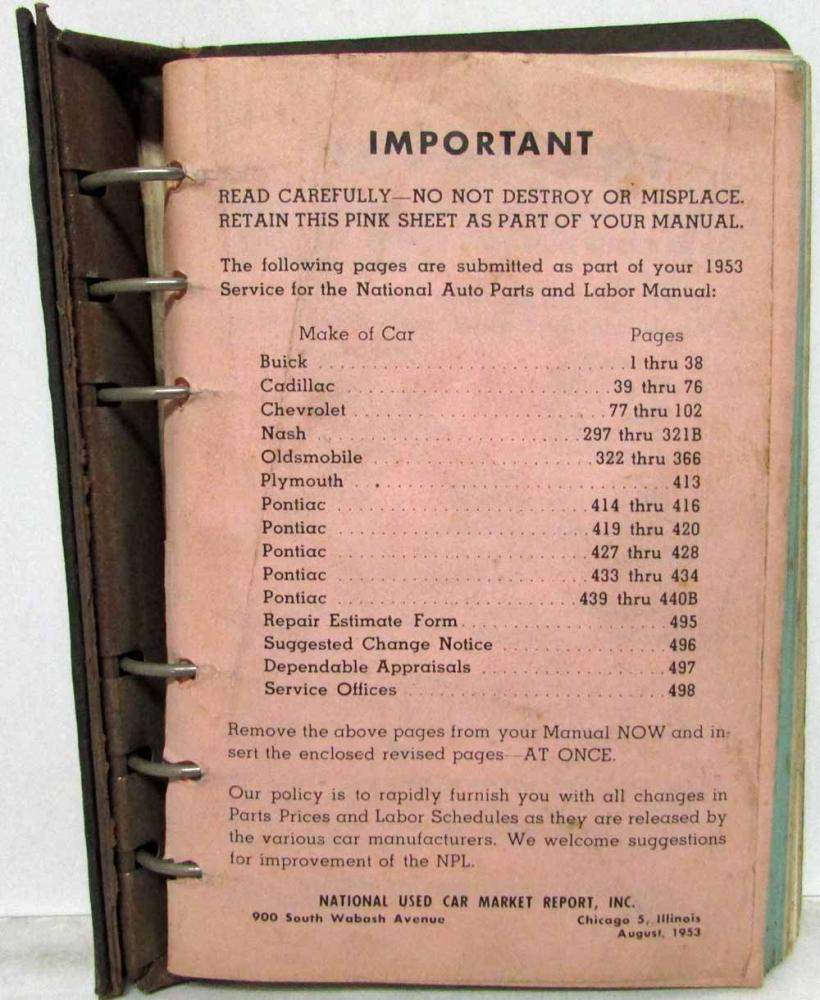 IMPORTANT
READ CAREFULLY—NO NOT DESTROY OR MISPLACE.
RETAIN THIS PINK SHEET AS PART OF YOUR MANUAL.
The following pages are submitted as part of your 1953
Service for the National Auto Parts and Labor Manual:
Make of Car Pages
Buick . . . . . . . . . . . . . . . . . . . . . . . . . . 1 thru 38
Cadillac . . . . . . . . . . . . . . . . . . . . . . 39 thru 76
Chevrolet . . . . . . . . . . . . . . . . . . . . . 77 thru 102
Nash . . . . . . . . . . . . . . . . . . . . . . 297 thru 321B
Oldsmobile . . . . . . . . . . . . . . . . . . 322 thru 366
Plymouth . . . . . . . . . . . . . . . . . . . . . . . . . 413
Pontiac . . . . . . . . . . . . . . . . . . . . . 414 thru 416
Pontiac . . . . . . . . . . . . . . . . . . . . . 419 thru 420
Pontiac . . . . . . . . . . . . . . . . . . . . . 427 thru 428
Pontiac . . . . . . . . . . . . . . . . . . . . . 433 thru 434
Pontiac . . . . . . . . . . . . . . . . . . . . 439 thru 440B
Repair Estimate Form . . . . . . . . . . . . . . . . . 495
Suggested Change Notice . . . . . . . . . . . . . . 496
Dependable Appraisals . . . . . . . . . . . . . . . . 497
Service Offices . . . . . . . . . . . . . . . . . . . . . . 498
Remove the above pages from your Manual NOW and in-
sert the enclosed revised pages—AT ONCE.
Our policy is to rapidly furnish you with all changes in
Parts Prices and Labor Schedules as they are released by
the various car manufacturers. We welcome suggestions
for improvement of the NPL.
NATIONAL USED CAR MARKET REPORT, INC.
900 South Wabash Avenue Chicago 5, Illinois
August, 1953